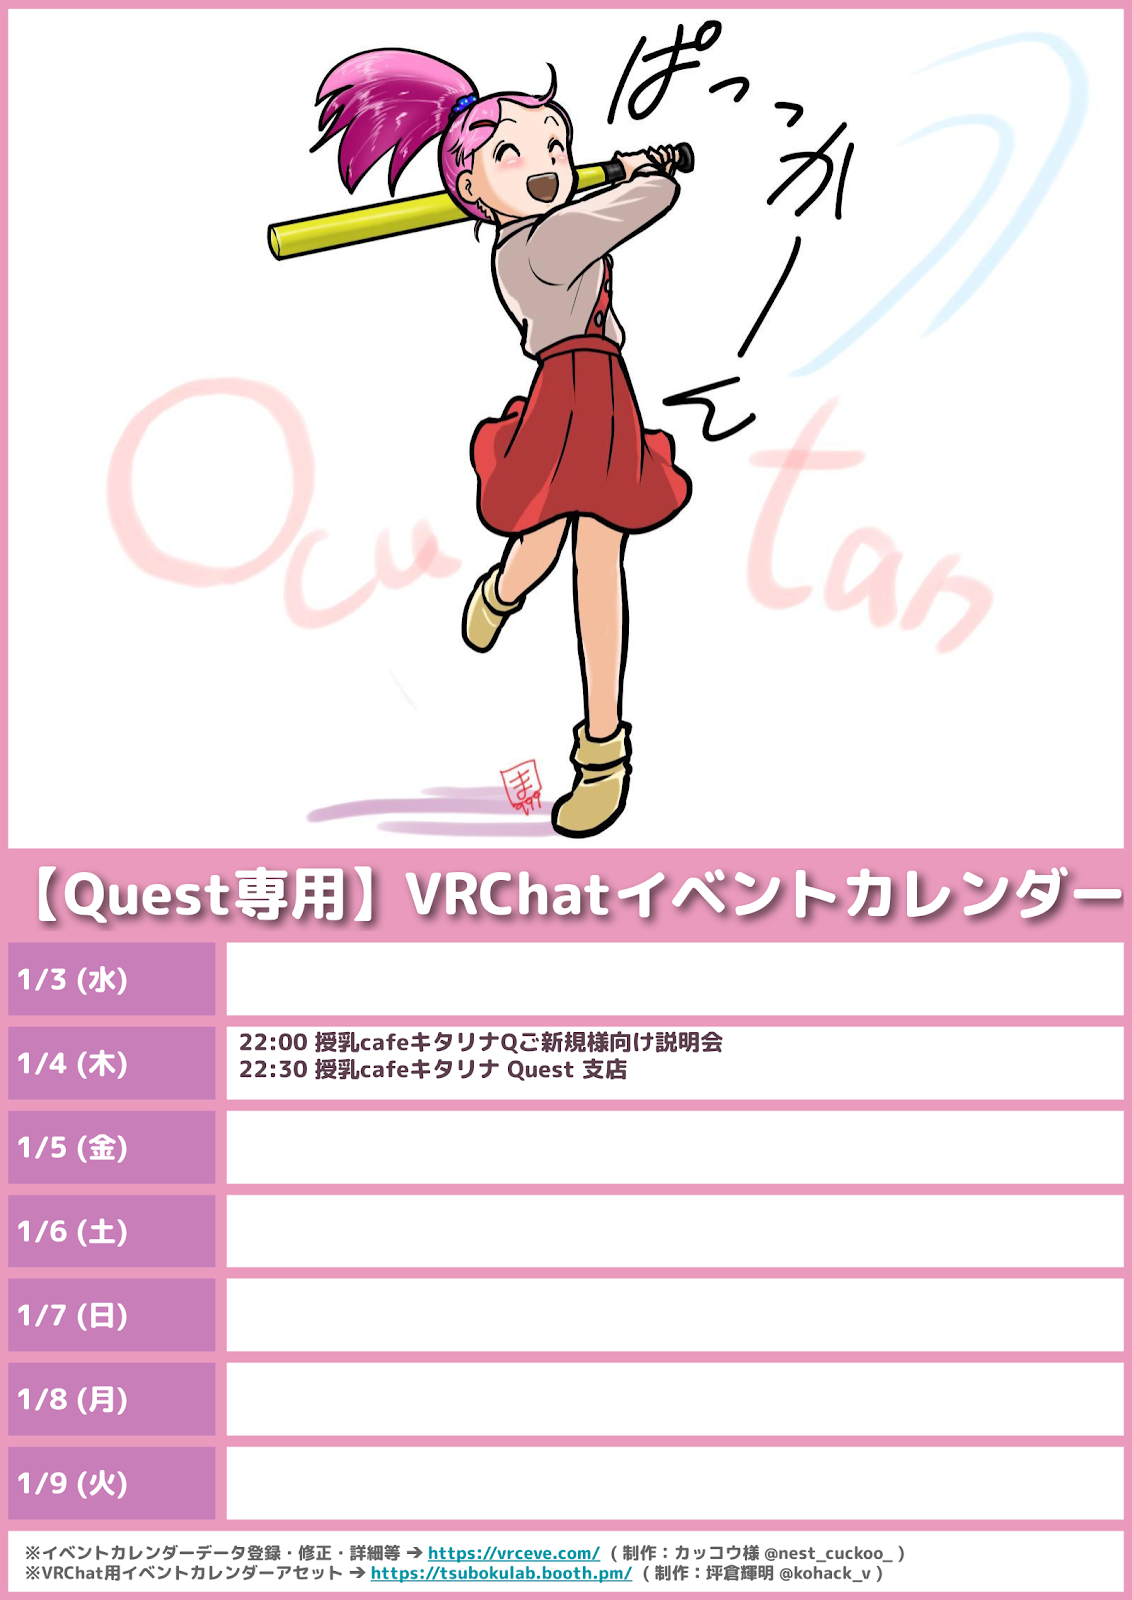 ぱっっかーん
Ocutan
ま
999
【Quest専用】VRChatイベントカレンダー
1/3 (水)
1/4 (木)
22:00 授乳cafeキタリナQご新規様向け説明会
22:30 授乳cafeキタリナ Quest 支店
1/5 (金)
1/6 (土)
1/7 (日)
1/8 (月)
1/9 (火)
※イベントカレンダーデータ登録・修正・詳細等 ➔ https://vrceve.com/ ( 制作：カッコウ様 @nest_cuckoo_ )
※VRChat用イベントカレンダーアセット ➔ https://tsubokulab.booth.pm/ ( 制作：坪倉輝明 @kohack_v )